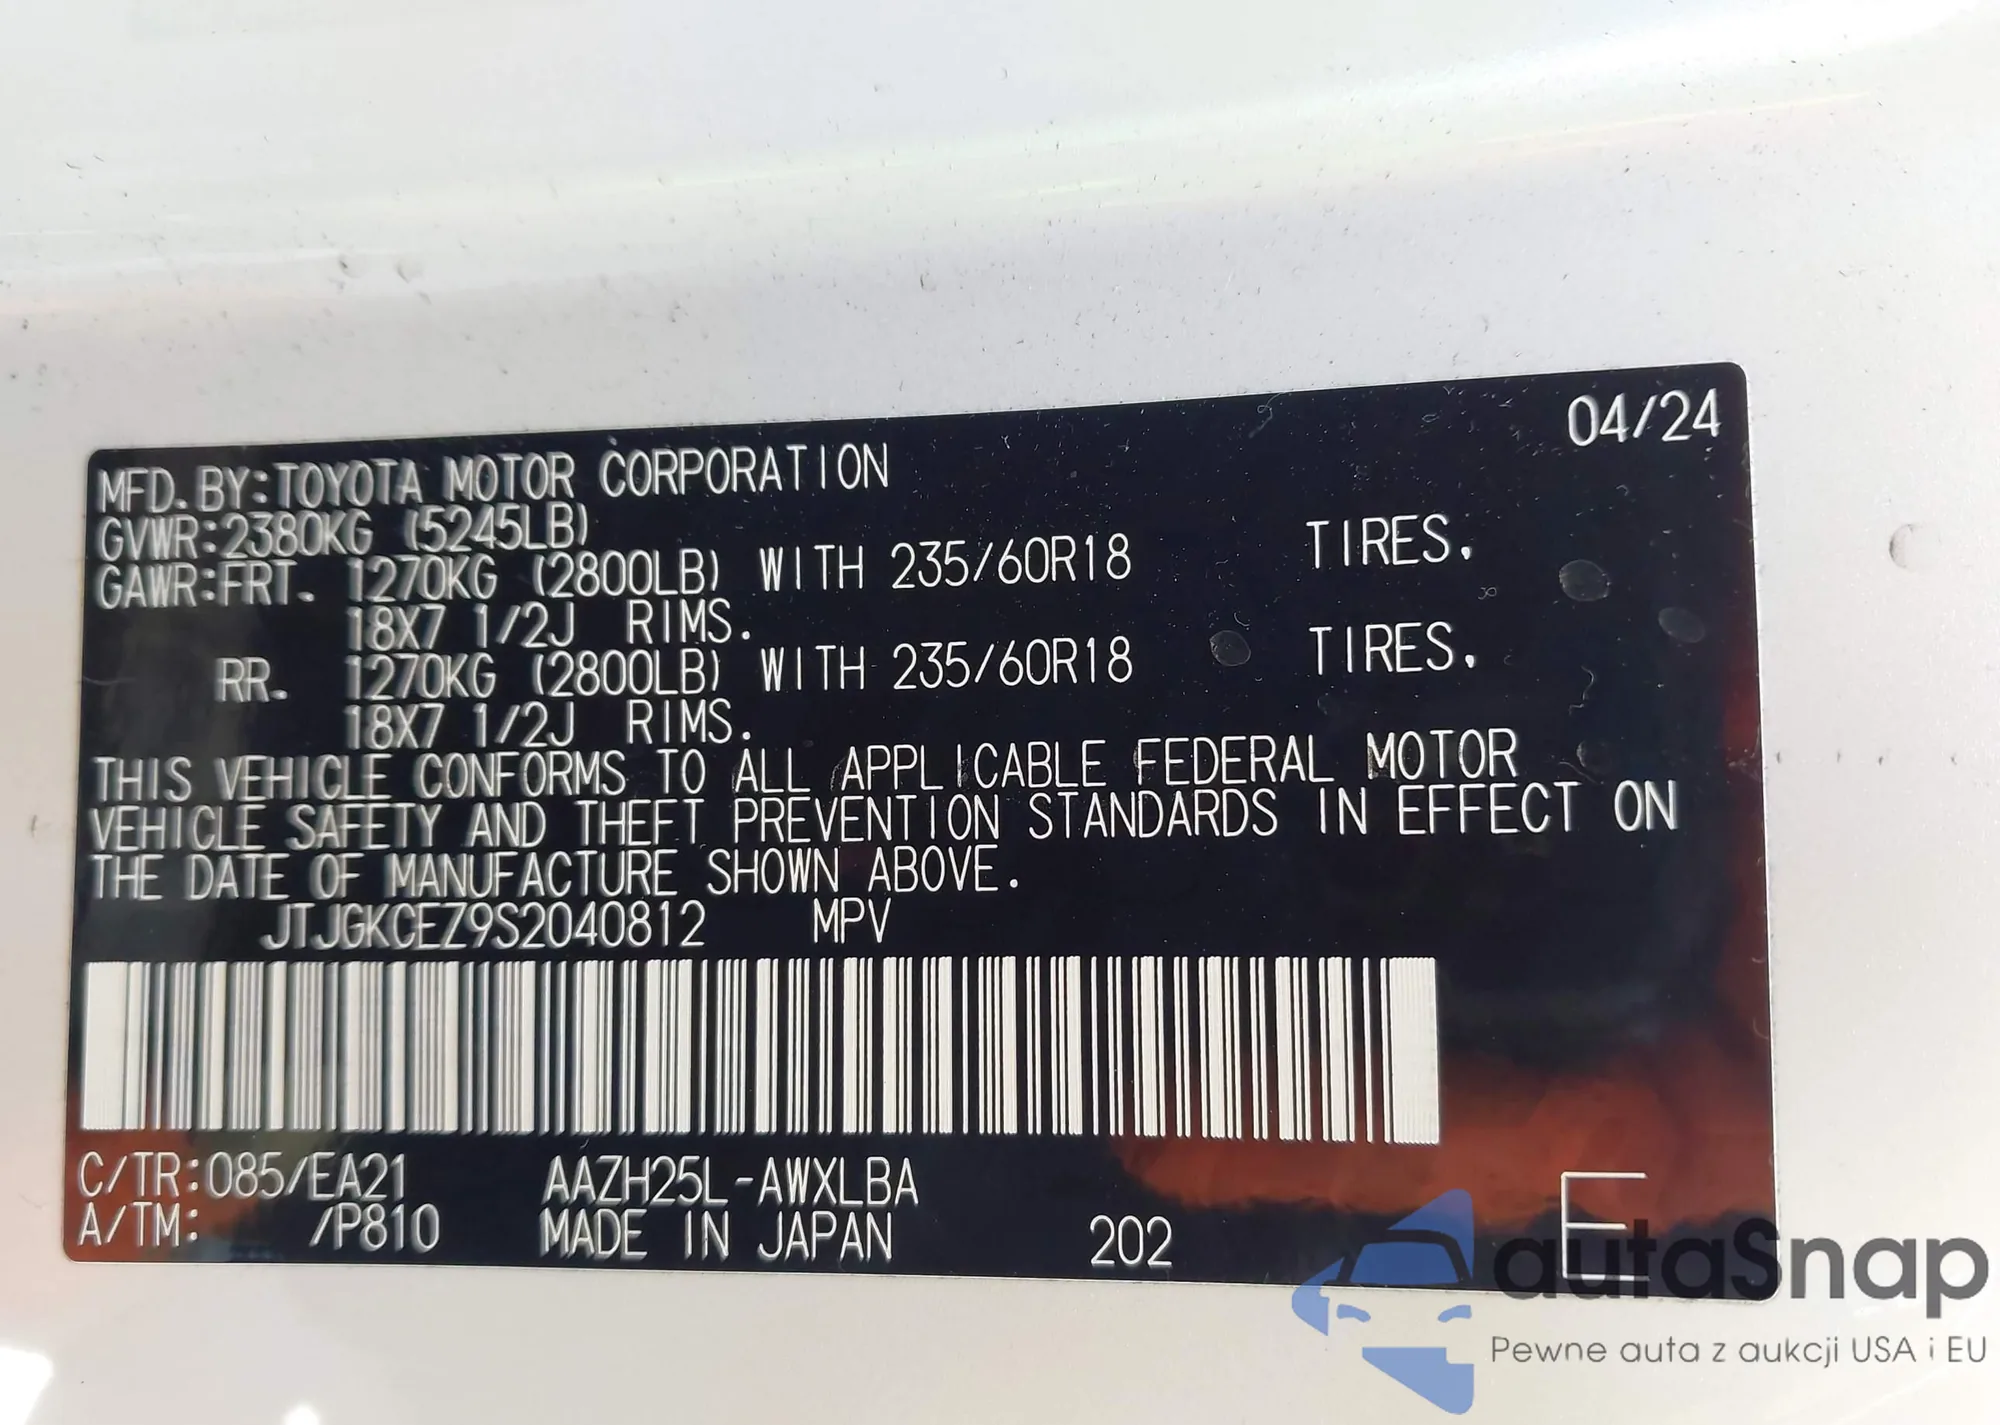 04/24
MFD. BY:TOYOTA MOTOR CORPORATION
GVWR:2380KG (5245LB)
GAWR:FRT. 1270KG (2800LB) WITH 235/60R18 TIRES.
18X7 1/2J RIMS.
RR. 1270KG (2800LB) WITH 235/60R18 TIRES.
18X7 1/2J RIMS.
THIS VEHICLE CONFORMS TO ALL APPLICABLE FEDERAL MOTOR
VEHICLE SAFETY AND THEFT PREVENTION STANDARDS IN EFFECT ON
THE DATE OF MANUFACTURE SHOWN ABOVE.
JTJGKCEZ9S2040812 MPV
C/TR:085/EA21 AAZH25L-AWXLBA
A/TM: /P810 MADE IN JAPAN 202 E
autaSnap
Pewne auta z aukcji USA i EU